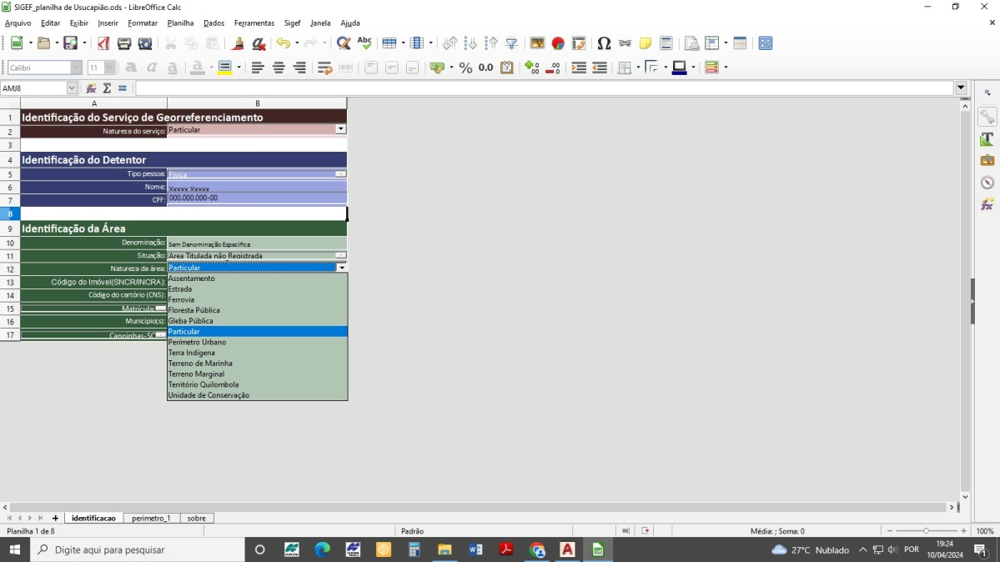 SIGEF_planilha de Usucapião.ods - LibreOffice Calc
Arquivo Editar Exibir Inserir Formatar Planilha Dados Ferramentas Sigef Janela Ajuda
Calibri 11
AMJ8
A B
1 Identificação do Serviço de Georreferenciamento
2 Natureza do serviço: Particular
3
4 Identificação do Detentor
5 Tipo pessoa: Física
6 Nome: Xxxxx Xxxxx
7 CPF: 000.000.000-00
8
9 Identificação da Área
10 Denominação: Sem Denominação Específica
11 Situação: Área Titulada não Registrada
12 Natureza da área: Particular
Assentamento
13 Código do Imóvel(SNCR/INCRA):
Estrada
14 Código do cartório (CNS):
Ferrovia
15 Matrícula:
Floresta Pública
16 Município(s):
Gleba Pública
Particular
17 Canoinhas-SC
Perímetro Urbano
Terra Indígena
Terreno de Marinha
Terreno Marginal
Território Quilombola
Unidade de Conservação
identificacao perimetro_1 sobre
Planilha 1 de 8 Padrão Média: ; Soma: 0 100%
Digite aqui para pesquisar
27°C Nublado POR
19:24
10/04/2024